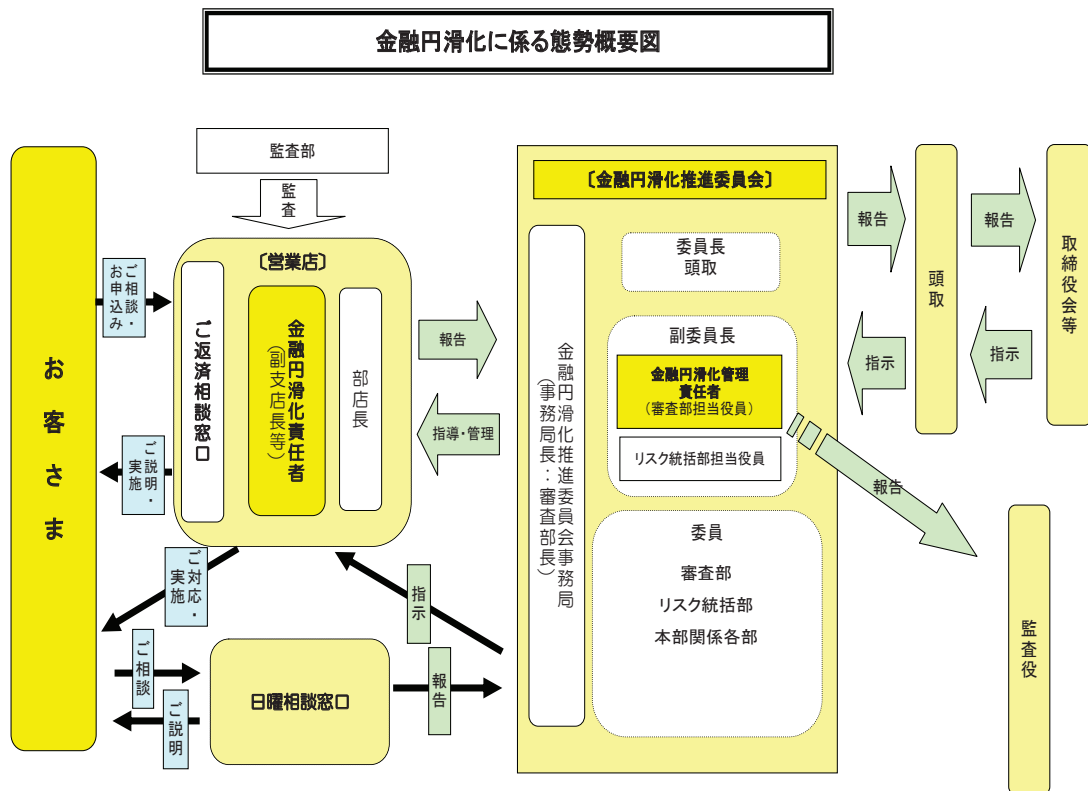 金融円滑化に係る態勢概要図
お客さま
監査部
監査
〔営業店〕
ご相談・
お申込み
ご返済相談窓口
金融円滑化責任者
(副支店長等)
部店長
ご説明・
実施
ご対応・
実施
ご相談
ご説明
日曜相談窓口
報告
指導・管理
指示
報告
〔金融円滑化推進委員会〕
金融円滑化推進委員会事務局
(事務局長：審査部長)
委員長
頭取
副委員長
金融円滑化管理
責任者
(審査部担当役員)
リスク統括部担当役員
委員
審査部
リスク統括部
本部関係各部
報告
指示
頭取
報告
指示
取締役会等
報告
監査役